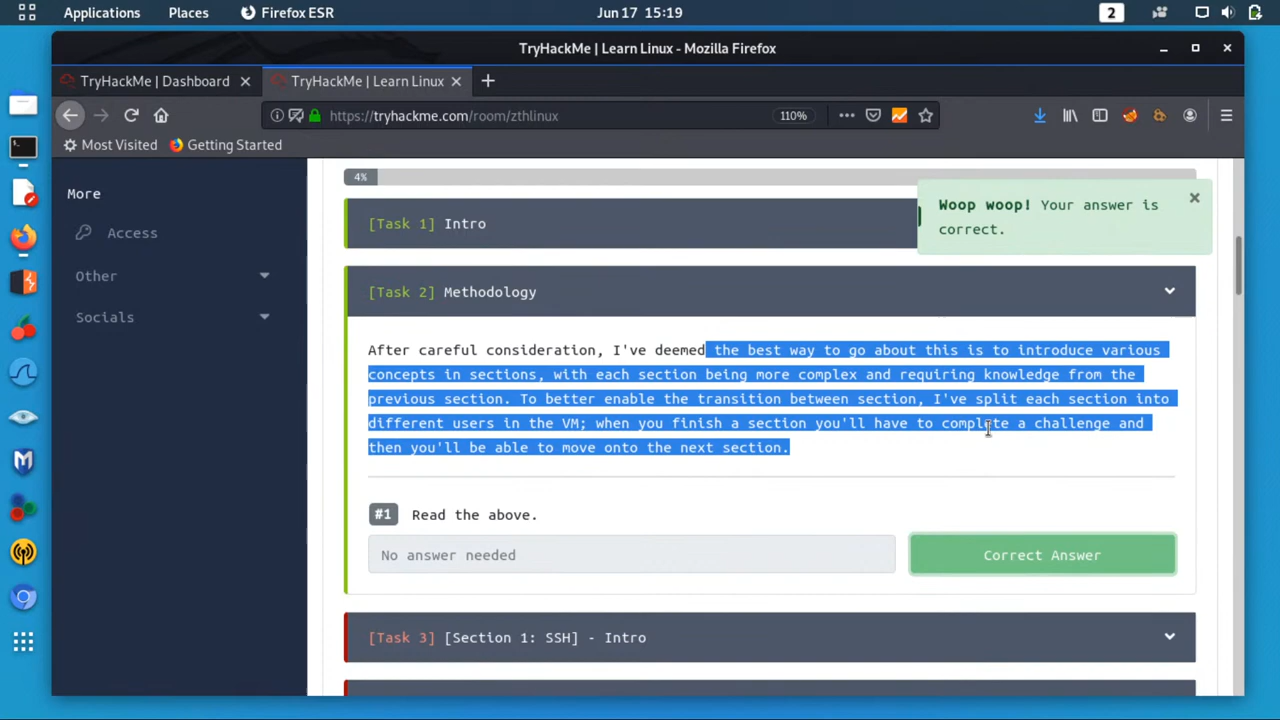 Applications Places Firefox ESR Jun 17 15:19 2
TryHackMe | Learn Linux - Mozilla Firefox
TryHackMe | Dashboard TryHackMe | Learn Linux
https://tryhackme.com/room/zthlinux 110%
Most Visited Getting Started
More
Access
Other
Socials
4%
[Task 1] Intro
Woop woop! Your answer is
correct.
[Task 2] Methodology
After careful consideration, I've deemed the best way to go about this is to introduce various
concepts in sections, with each section being more complex and requiring knowledge from the
previous section. To better enable the transition between section, I've split each section into
different users in the VM; when you finish a section you'll have to complete a challenge and
then you'll be able to move onto the next section.
#1 Read the above.
No answer needed Correct Answer
[Task 3] [Section 1: SSH] - Intro